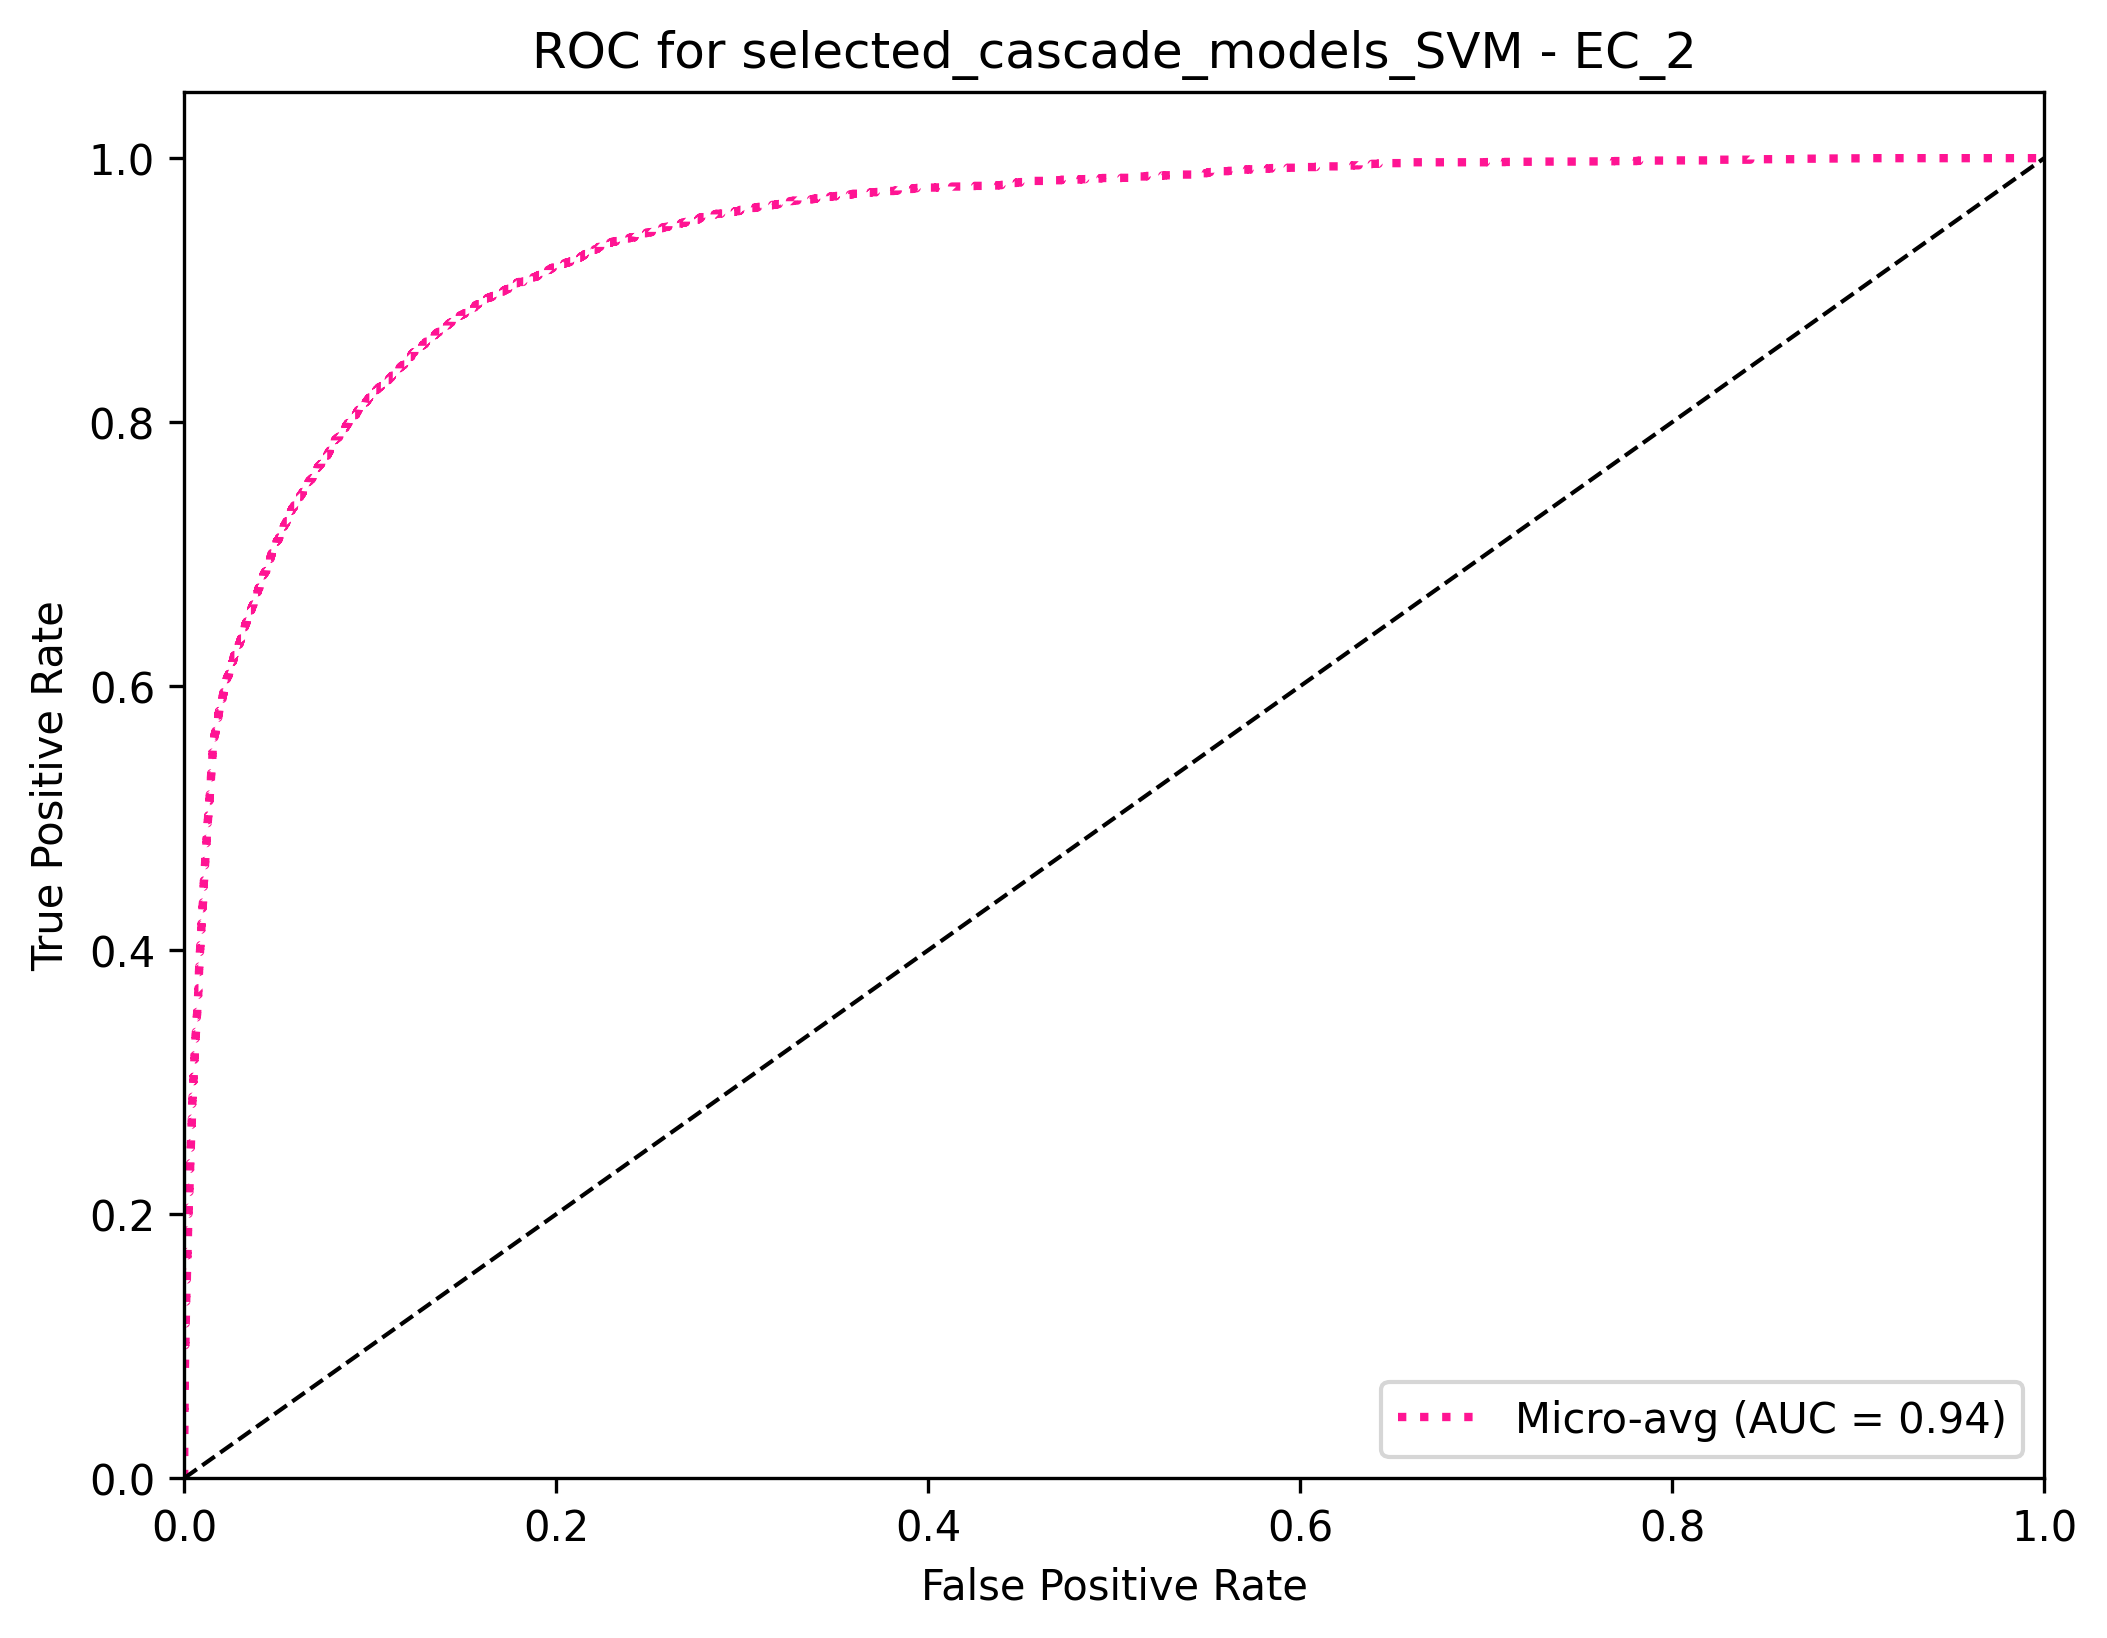 ROC for selected_cascade_models_SVM - EC_2
True Positive Rate
1.0
0.8
0.6
0.4
0.2
0.0
Micro-avg (AUC = 0.94)
0.0 0.2 0.4 0.6 0.8 1.0
False Positive Rate